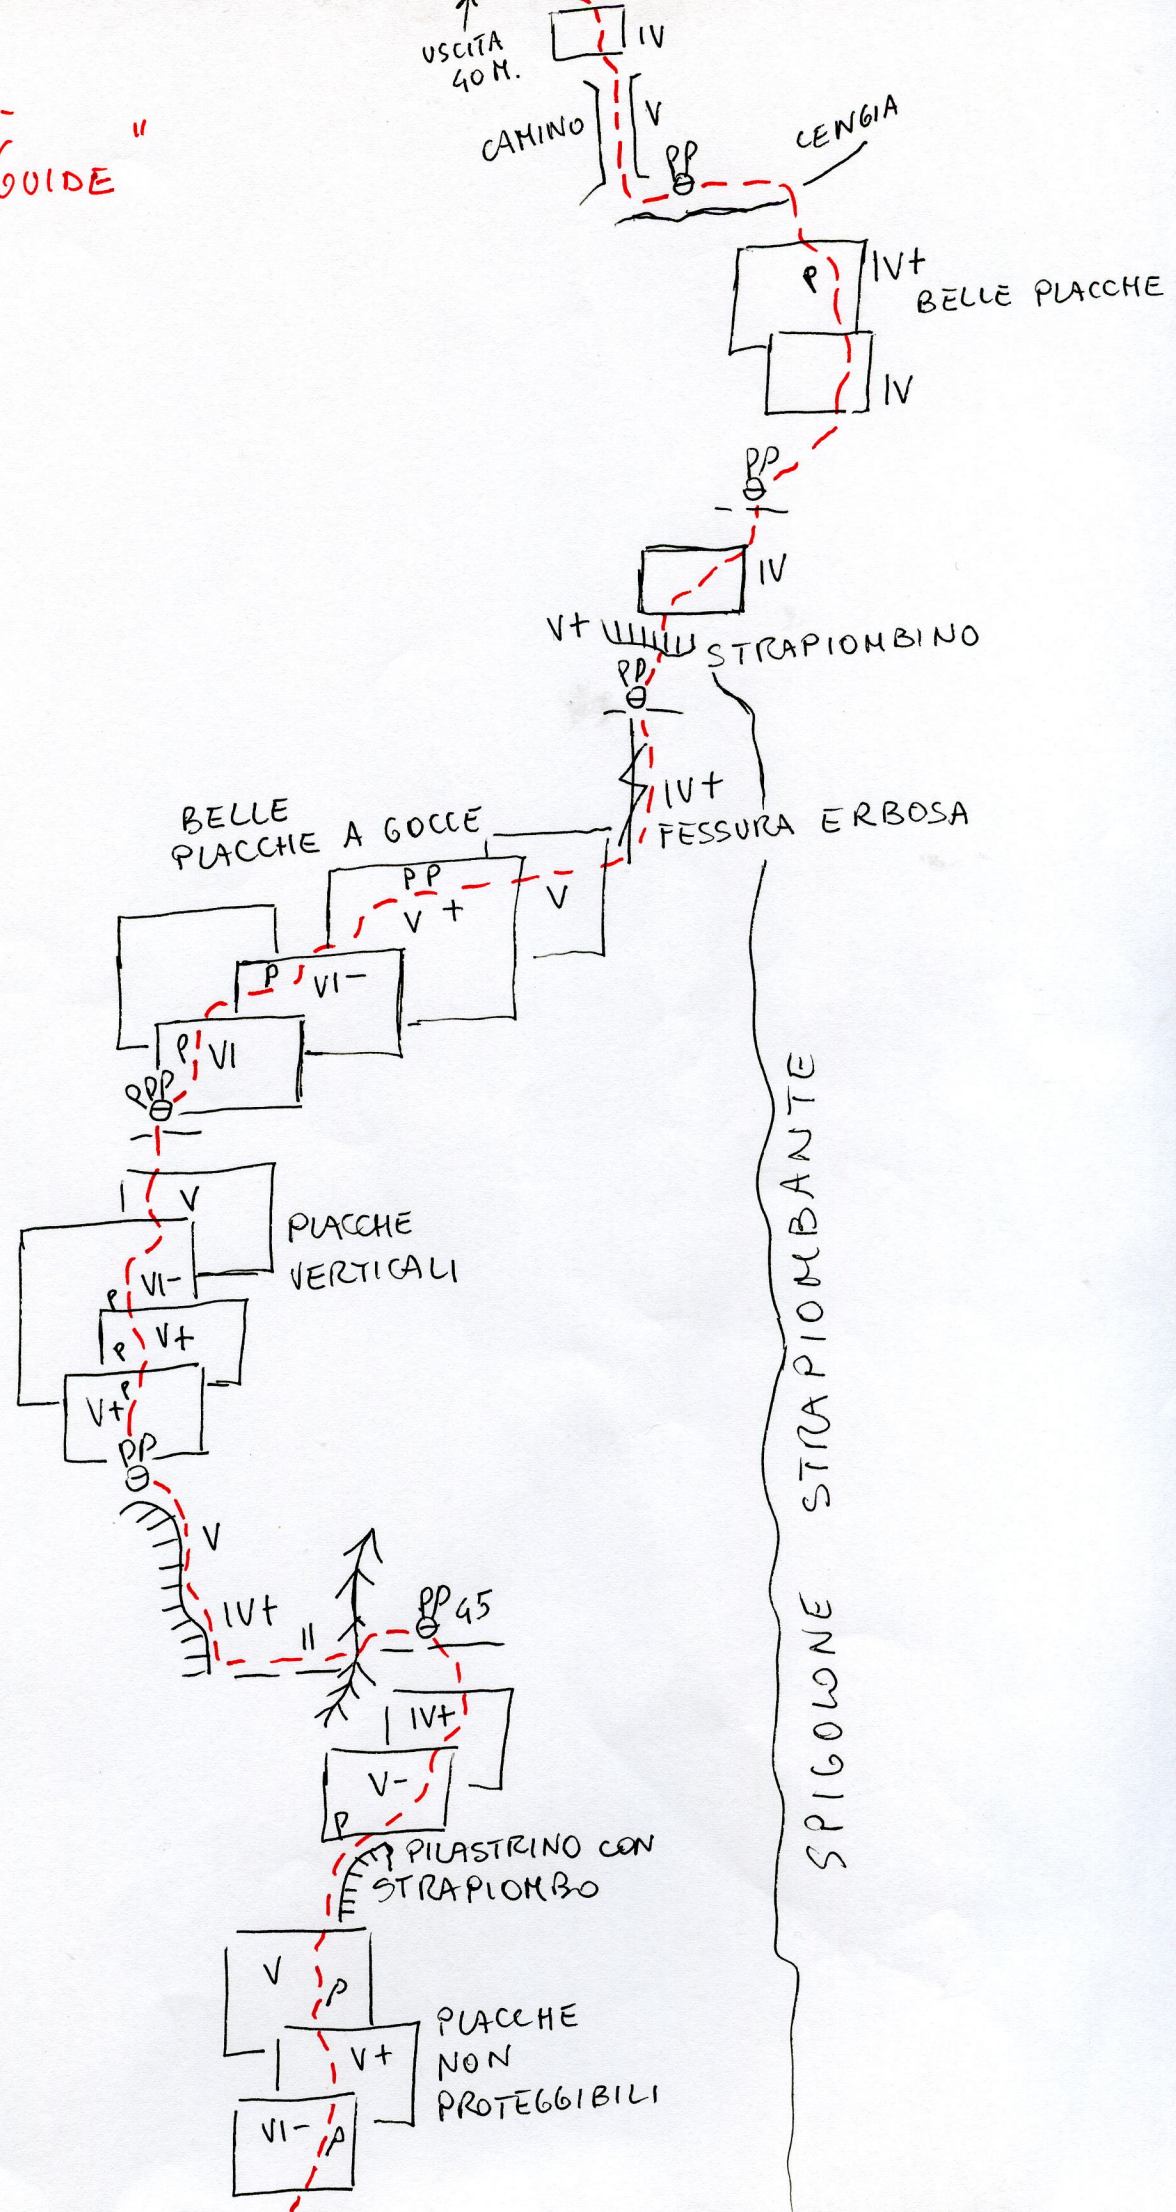 USCITA
40 M.
IV
"
GUIDE
CAMINO
V
PP
CENGIA
P
IV+
BELLE PLACCHE
IV
PP
IV
V+
STRAPIOMBINO
PP
IV+
FESSURA ERBOSA
BELLE
PLACCHE A GOCCE
PP
V+
V
P
VI-
P
VI
PPP
V
PLACCHE
VERTICALI
VI-
P
P
V+
P
V+
PP
V
IV+
II
PP 45
IV+
V-
P
PILASTRINO CON
STRAPIOMBO
V
P
PLACCHE
NON
PROTEGGIBILI
V+
VI-
P
SPIGOLONE STRAPIOMBANTE